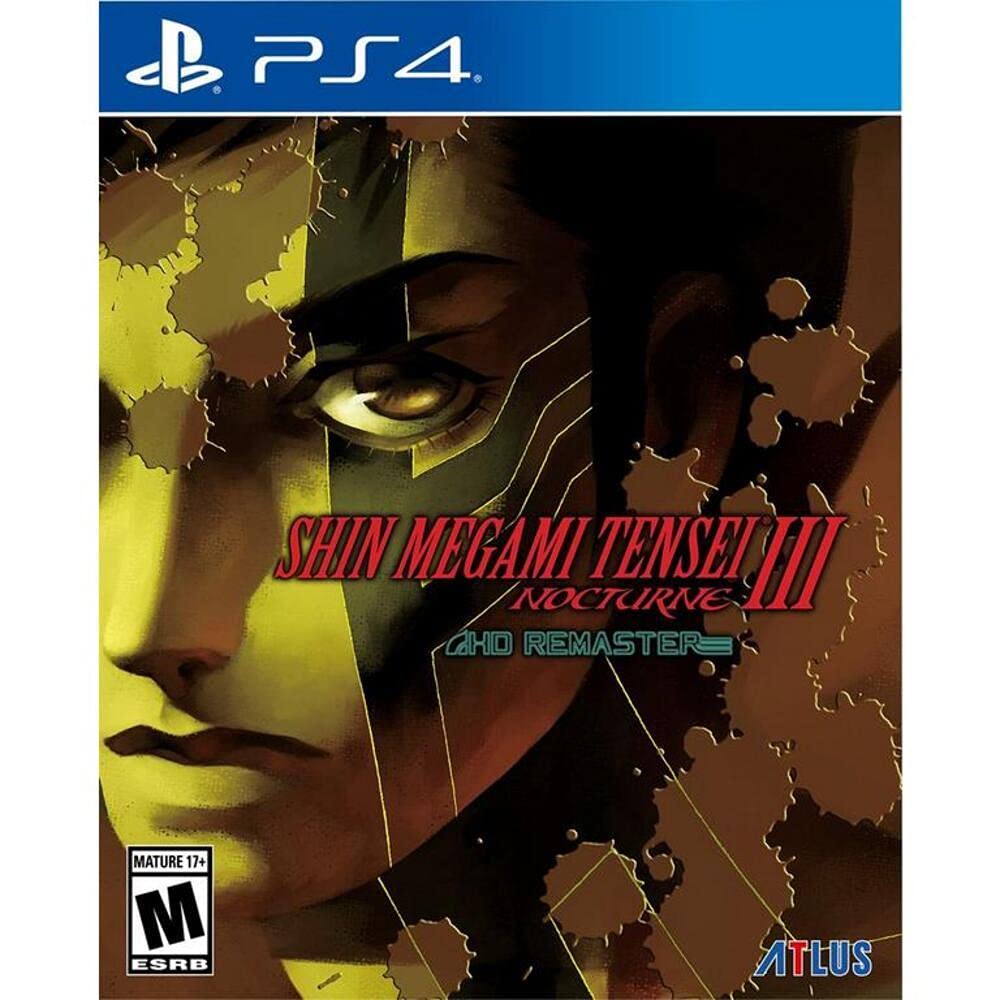 PS4
SHIN MEGAMI TENSEI III
NOCTURNE
HD REMASTER
MATURE 17+
M
ESRB
ATLUS